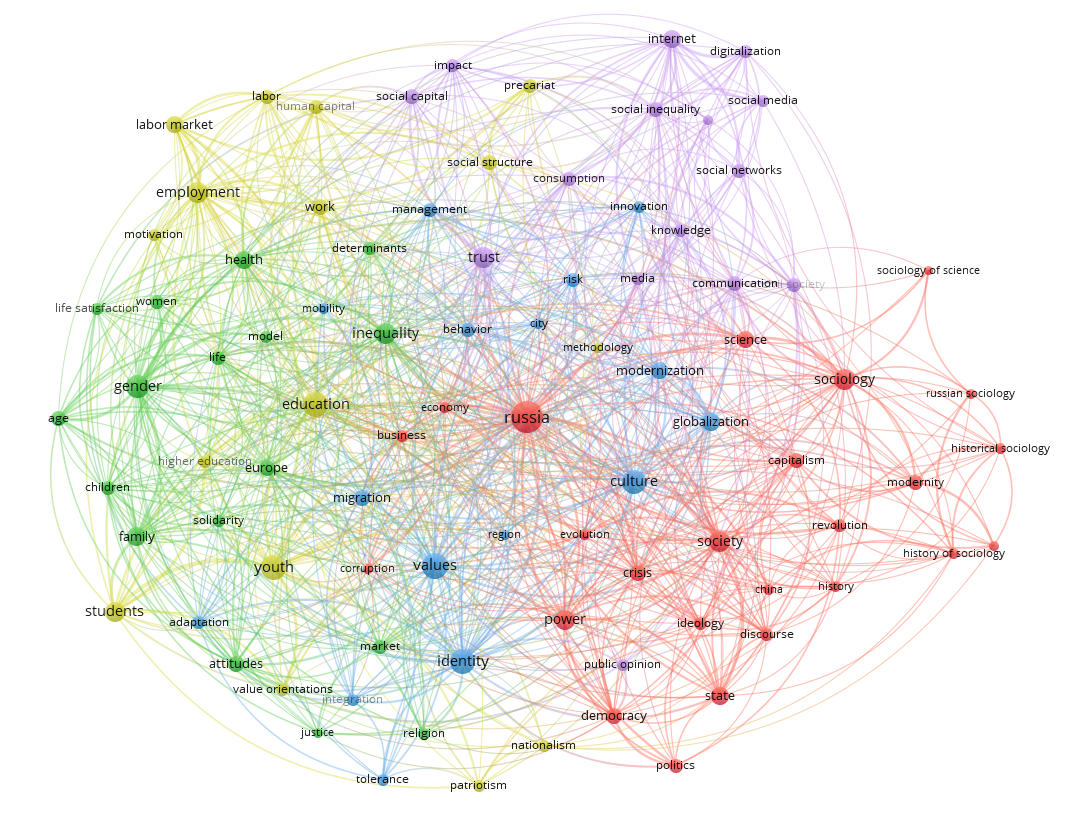 internet
digitalization
impact
precariat
labor
human capital
social capital
social media
social inequality
labor market
social structure
social networks
consumption
employment
work
management
innovation
motivation
knowledge
health
determinants
trust
sociology of science
risk
media
communication
life satisfaction
women
mobility
model
inequality
behavior
city
science
methodology
life
modernization
sociology
gender
education
economy
russia
russian sociology
age
business
globalization
historical sociology
higher education
europe
capitalism
children
migration
culture
modernity
solidarity
region
evolution
revolution
family
society
history of sociology
youth
corruption
values
crisis
china
history
students
adaptation
power
ideology
discourse
attitudes
market
identity
public opinion
value orientations
integration
state
justice
religion
democracy
nationalism
tolerance
patriotism
politics